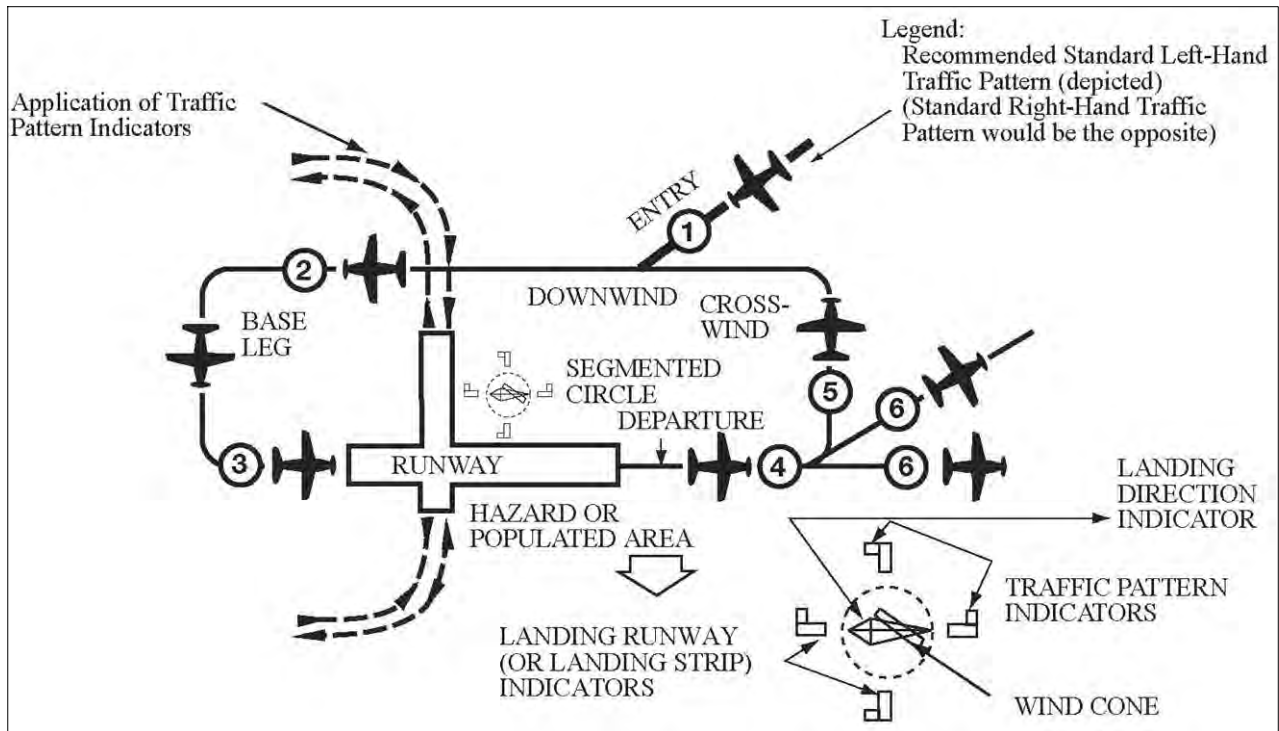 Legend:
Recommended Standard Left-Hand
Traffic Pattern (depicted)
(Standard Right-Hand Traffic
Pattern would be the opposite)
Application of Traffic
Pattern Indicators
ENTRY
1
2
DOWNWIND
CROSS-
WIND
BASE
LEG
SEGMENTED
CIRCLE
DEPARTURE
5
6
3
RUNWAY
4
6
HAZARD OR
POPULATED AREA
LANDING
DIRECTION
INDICATOR
TRAFFIC PATTERN
INDICATORS
LANDING RUNWAY
(OR LANDING STRIP)
INDICATORS
WIND CONE